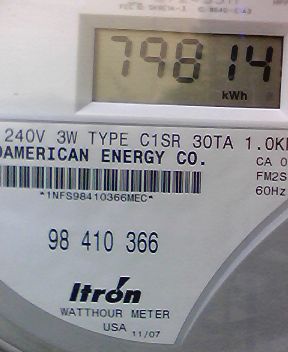 79814
kWh
240V 3W TYPE C1SR 30TA 1.0K
AMERICAN ENERGY CO.
CA 0
FM2S
60Hz
*1NFS98410366MEC*
98 410 366
Itron
WATTHOUR METER
USA 11/07